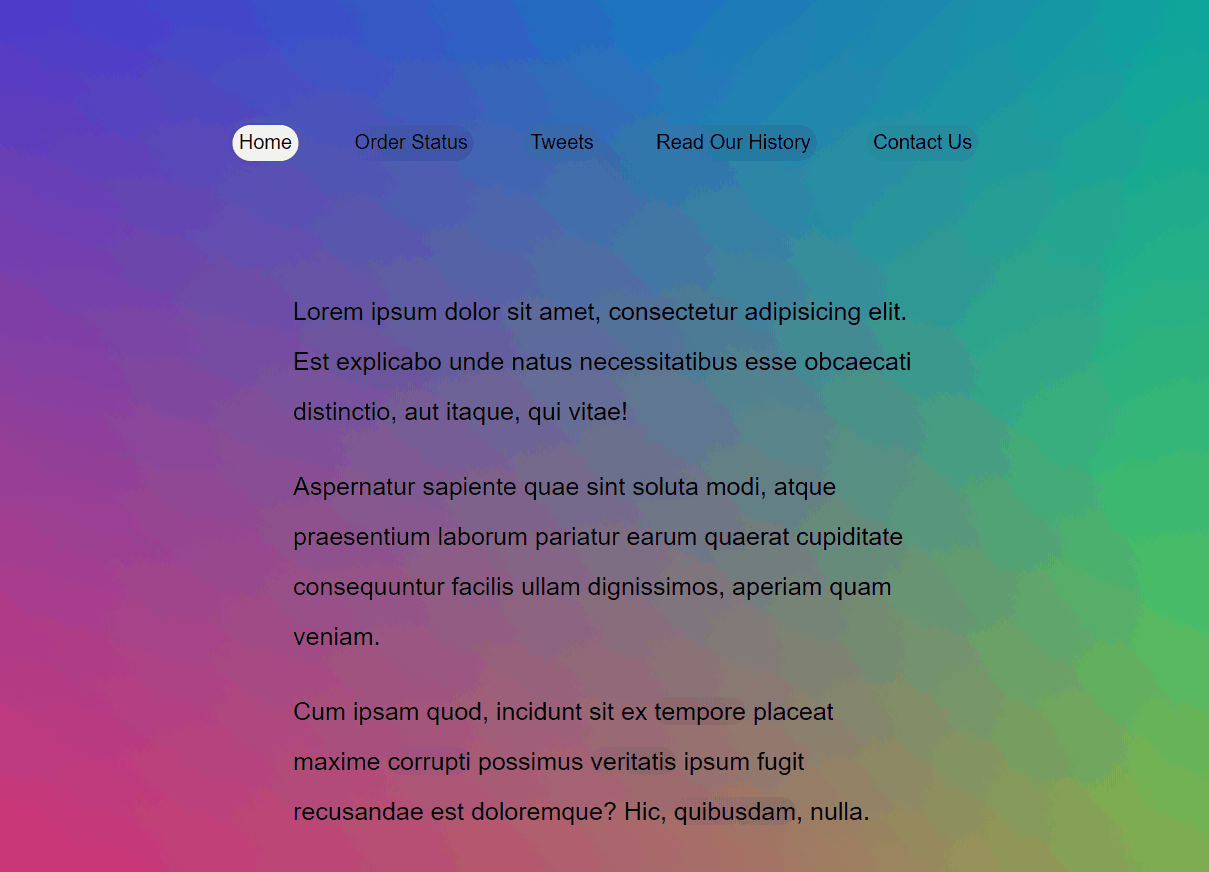 Home Order Status Tweets Read Our History Contact Us
Lorem ipsum dolor sit amet, consectetur adipisicing elit.
Est explicabo unde natus necessitatibus esse obcaecati
distinctio, aut itaque, qui vitae!
Aspernatur sapiente quae sint soluta modi, atque
praesentium laborum pariatur earum quaerat cupiditate
consequuntur facilis ullam dignissimos, aperiam quam
veniam.
Cum ipsam quod, incidunt sit ex tempore placeat
maxime corrupti possimus veritatis ipsum fugit
recusandae est doloremque? Hic, quibusdam, nulla.